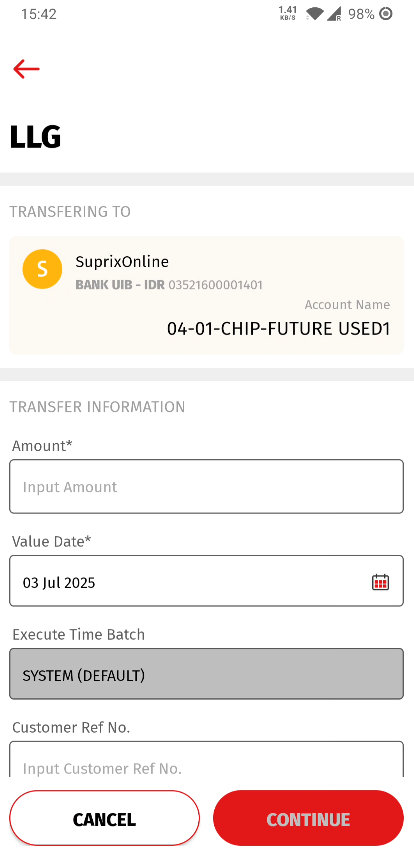 15:42
1.41
KB/S
R
98%
LLG
TRANSFERING TO
S
SuprixOnline
BANK UIB - IDR 03521600001401
Account Name
04-01-CHIP-FUTURE USED1
TRANSFER INFORMATION
Amount*
Input Amount
Value Date*
03 Jul 2025
Execute Time Batch
SYSTEM (DEFAULT)
Customer Ref No.
Input Customer Ref No.
CANCEL
CONTINUE